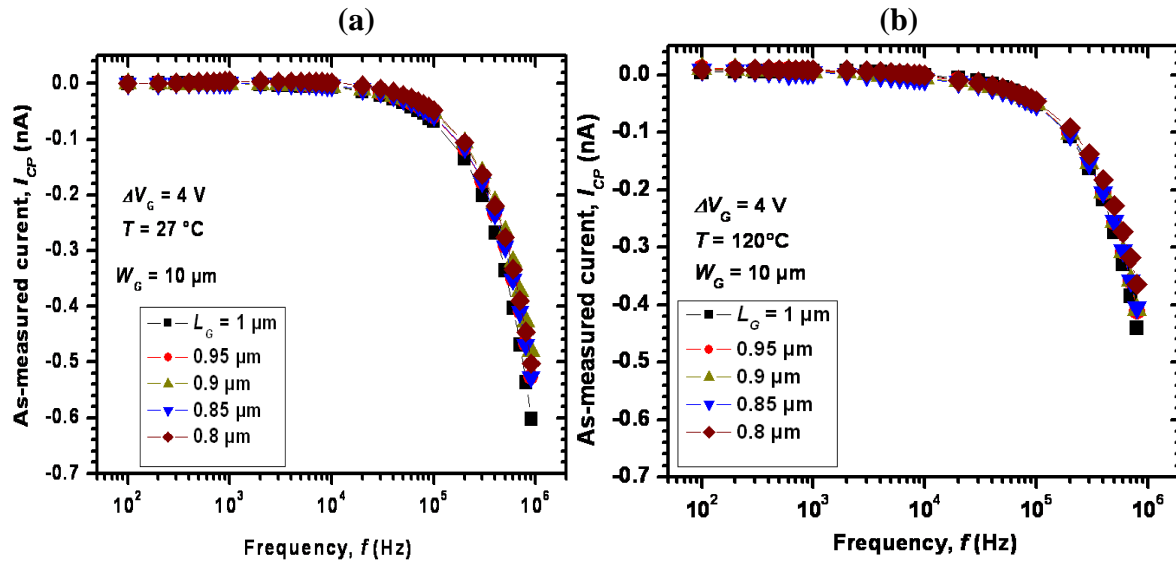 (a)
As-measured curent, I_CP (nA)
0.0
-0.1
-0.2
-0.3
-0.4
-0.5
-0.6
-0.7
ΔV_G = 4 V
T = 27 °C
W_G = 10 µm
L_G = 1 µm
0.95 µm
0.9 µm
0.85 µm
0.8 µm
10^2 10^3 10^4 10^5 10^6
Frequency, f (Hz)
(b)
As-measured curent, I_CP (nA)
0.0
-0.1
-0.2
-0.3
-0.4
-0.5
-0.6
-0.7
ΔV_G = 4 V
T = 120°C
W_G = 10 µm
L_G = 1 µm
0.95 µm
0.9 µm
0.85 µm
0.8 µm
10^2 10^3 10^4 10^5 10^6
Frequency, f (Hz)